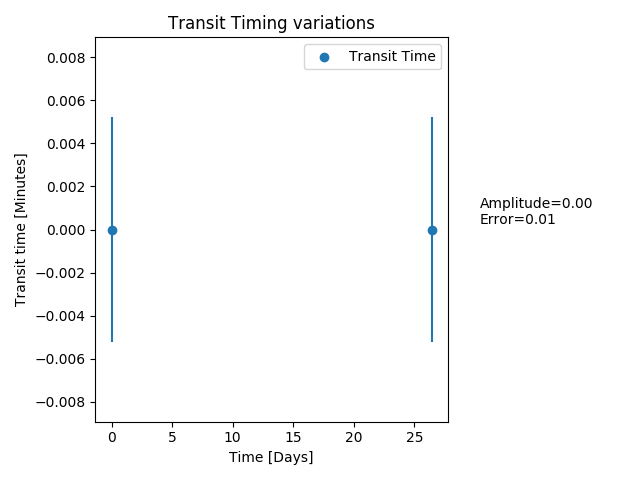 Transit Timing variations
Transit Time
0.008
0.006
0.004
0.002
0.000
−0.002
−0.004
−0.006
−0.008
Transit time [Minutes]
Amplitude=0.00
Error=0.01
0 5 10 15 20 25
Time [Days]